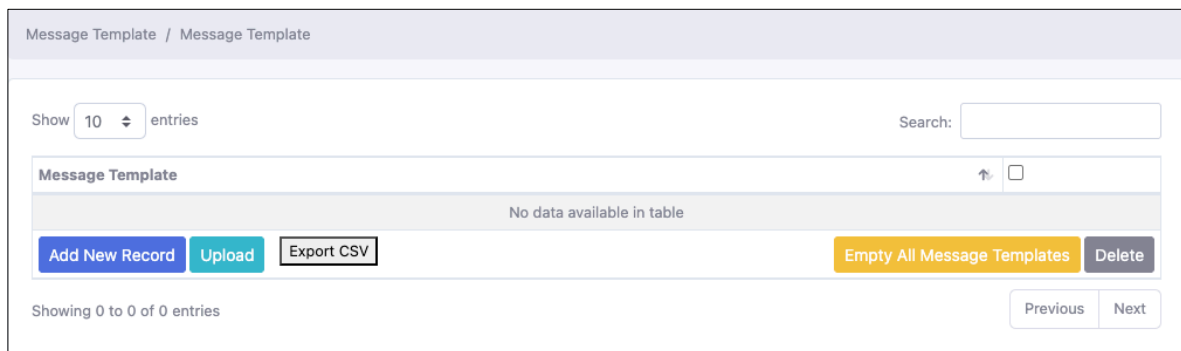 Message Template / Message Template
Show 10 entries Search:
Message Template
No data available in table
Add New Record Upload Export CSV Empty All Message Templates Delete
Showing 0 to 0 of 0 entries Previous Next